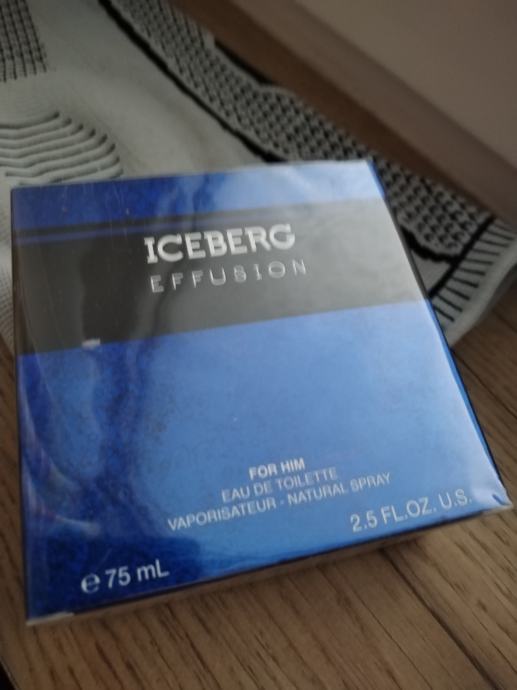 ICEBERG
EFFUSION
FOR HIM
EAU DE TOILETTE
VAPORISATEUR - NATURAL SPRAY
℮ 75 mL
2.5 FL.OZ. U.S.